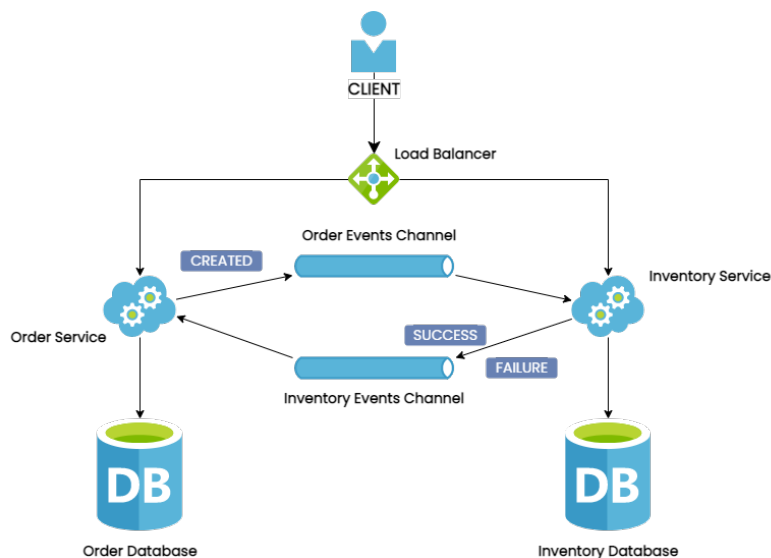 CLIENT
Load Balancer
Order Events Channel
CREATED
Inventory Service
Order Service
SUCCESS
FAILURE
Inventory Events Channel
DB
DB
Order Database
Inventory Database